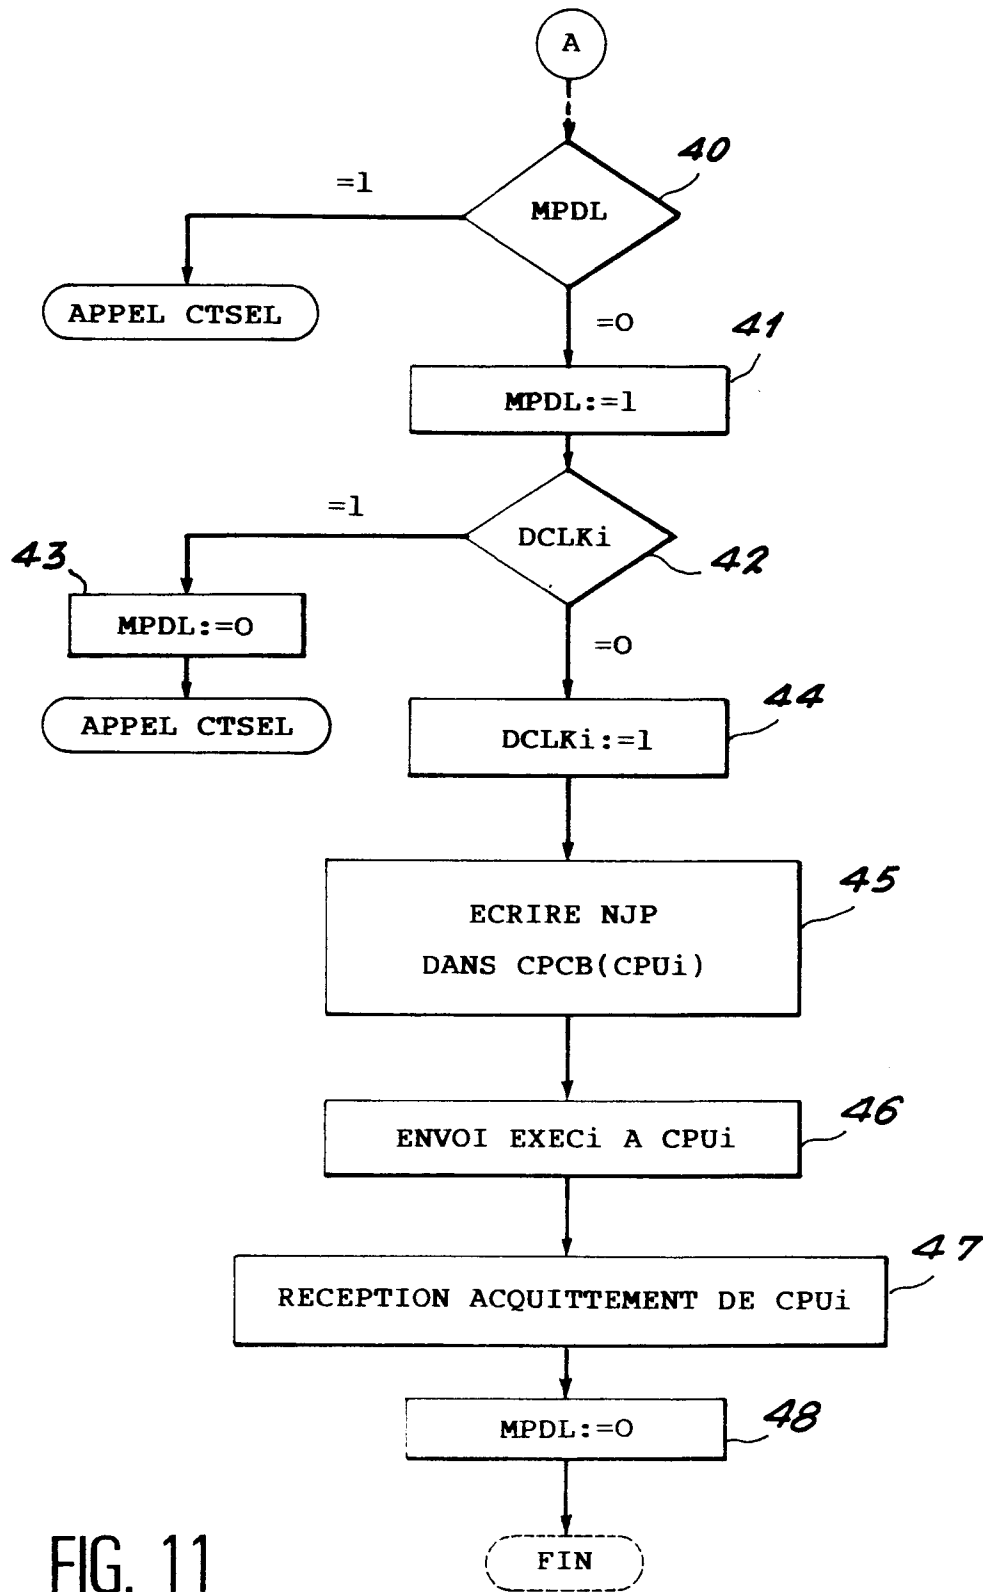 A
40
=1
MPDL
APPEL CTSEL
=0
41
MPDL:=1
=1
DCLKi
42
43
MPDL:=0
=0
APPEL CTSEL
44
DCLKi:=1
45
ECRIRE NJP
DANS CPCB(CPUi)
46
ENVOI EXECi A CPUi
47
RECEPTION ACQUITTEMENT DE CPUi
48
MPDL:=0
FIN
FIG. 11